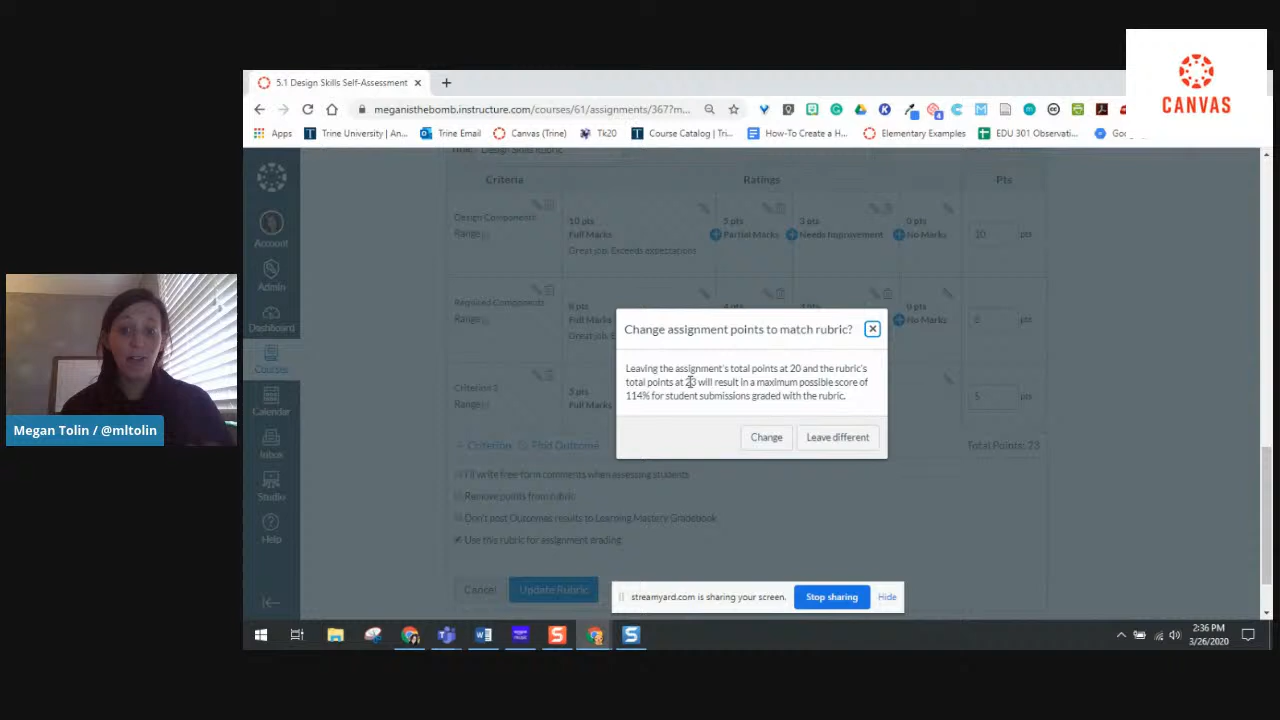 CANVAS
5.1 Design Skills Self-Assessment
meganisthebomb.instructure.com/courses/61/assignments/367?m...
Apps
Trine University | An...
Trine Email
Canvas (Trine)
Tk20
Course Catalog | Tri...
How-To Create a H...
Elementary Examples
EDU 301 Observati...
Title: Design Skills Rubric
Criteria
Ratings
Pts
Design Components
Range
10 pts
Full Marks
Great job. Exceeds expectations
5 pts
Partial Marks
3 pts
Needs Improvement
0 pts
No Marks
10 pts
Required Components
Range
8 pts
Full Marks
Great job. E
0 pts
No Marks
pts
Criterion 3
Range
Full Marks
5 pts
Change assignment points to match rubric?
Leaving the assignment's total points at 20 and the rubric's
total points at 23 will result in a maximum possible score of
114% for student submissions graded with the rubric.
Change
Leave different
Criterion
Find Outcome
Total Points: 23
I'll write free-form comments when assessing students
Remove points from rubric
Don't post Outcomes results to Learning Mastery Gradebook
Use this rubric for assignment grading
Cancel
Update Rubric
streamyard.com is sharing your screen.
Stop sharing
Hide
Account
Admin
Dashboard
Courses
Calendar
Inbox
Studio
Help
Megan Tolin / @mltolin
2:36 PM
3/26/2020